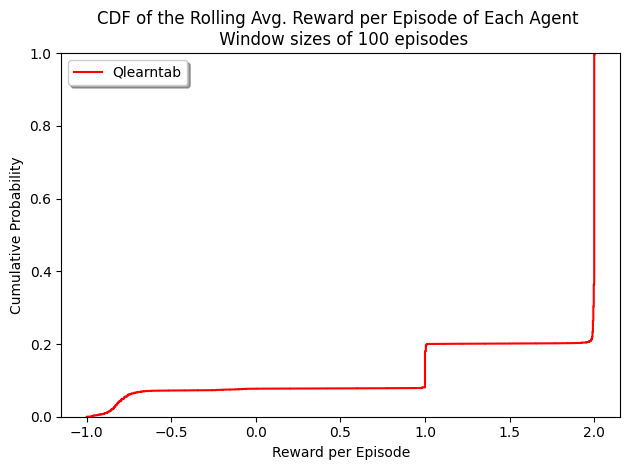 CDF of the Rolling Avg. Reward per Episode of Each Agent
Window sizes of 100 episodes
Qlearntab
1.0
0.8
0.6
0.4
0.2
0.0
Cumulative Probability
−1.0 −0.5 0.0 0.5 1.0 1.5 2.0
Reward per Episode